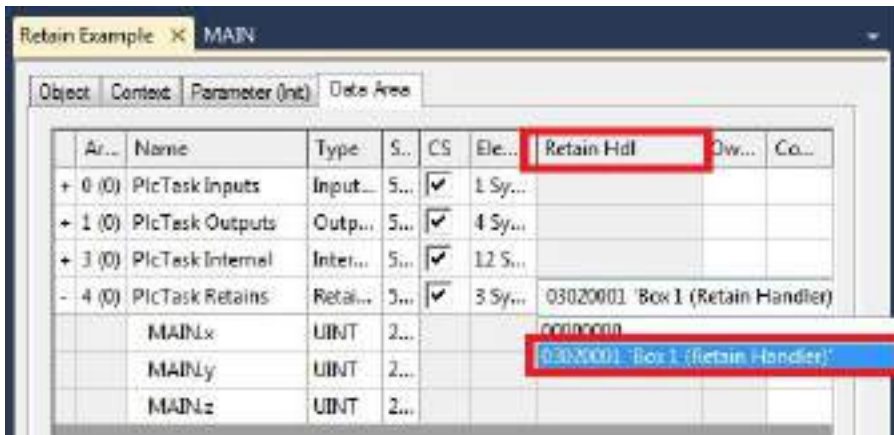 Retain Example × MAIN
Object Context Parameter (Init) Data Area
Ar... Name Type S... CS Ele... Retain Hdl Ow... Co...
+ 0 (0) PlcTask Inputs Input... 5... 1 Sy...
+ 1 (0) PlcTask Outputs Outp... 5... 4 Sy...
+ 3 (0) PlcTask Internal Inter... 5... 12 S...
- 4 (0) PlcTask Retains Retai... 5... 3 Sy... 03020001 'Box 1 (Retain Handler)
MAIN.x UINT 2... 00000000
03020001 'Box 1 (Retain Handler)'
MAIN.y UINT 2...
MAIN.z UINT 2...